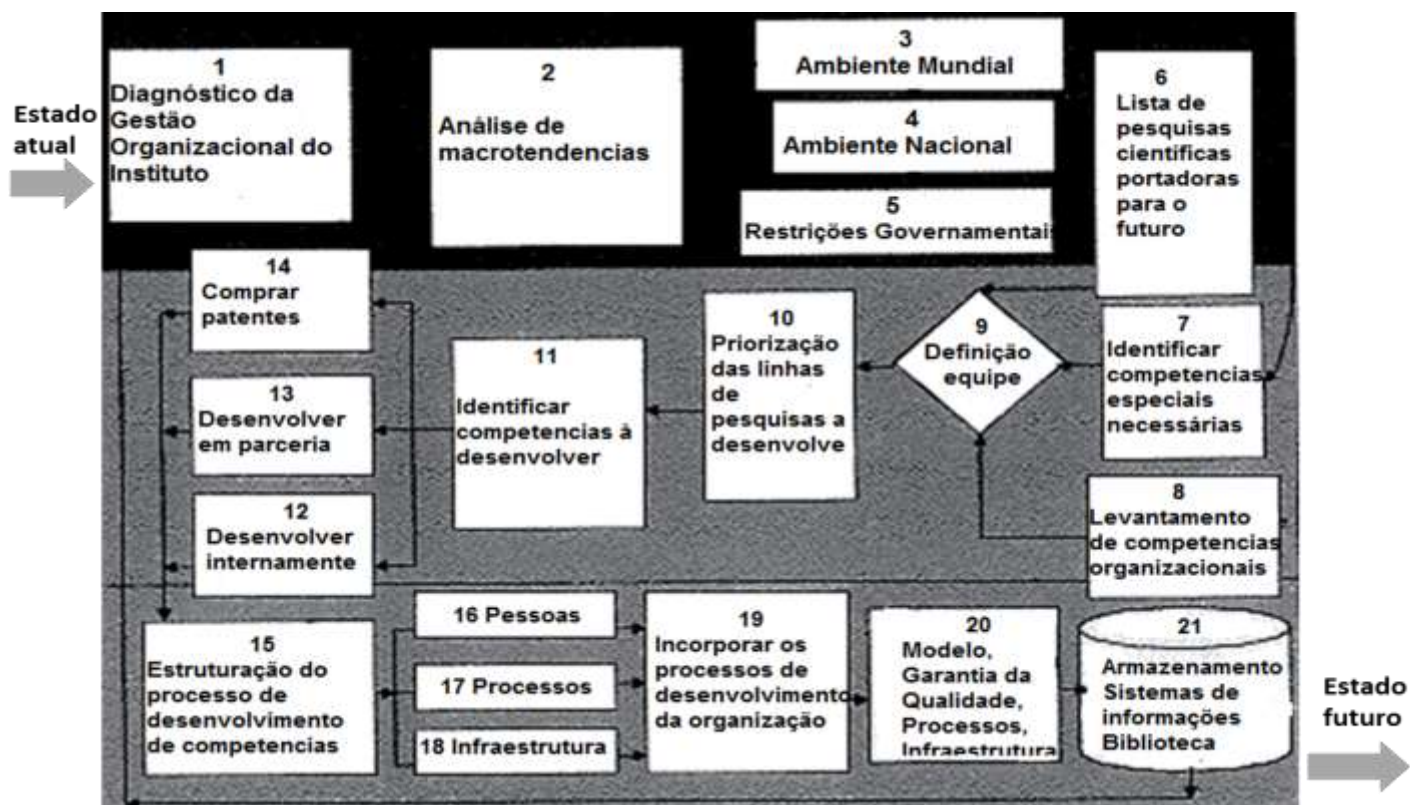 Estado
atual
1
Diagnóstico da
Gestão
Organizacional do
Instituto
2
Análise de
macrotendencias
3
Ambiente Mundial
4
Ambiente Nacional
5
Restrições Governamentais
6
Lista de
pesquisas
científicas
portadoras
para o
futuro
7
Identificar
competencias
especiais
necessárias
8
Levantamento
de competencias
organizacionais
9
Definição
equipe
10
Priorização
das linhas
de
pesquisas a
desenvolve
11
Identificar
competencias à
desenvolver
14
Comprar
patentes
13
Desenvolver
em parceria
12
Desenvolver
internamente
15
Estruturação do
processo de
desenvolvimento
de competencias
16 Pessoas
17 Processos
18 Infraestrutura
19
Incorporar os
processos de
desenvolvimento
da organização
20
Modelo,
Garantia da
Qualidade,
Processos,
Infraestrutura
21
Armazenamento
Sistemas de
informações
Biblioteca
Estado
futuro